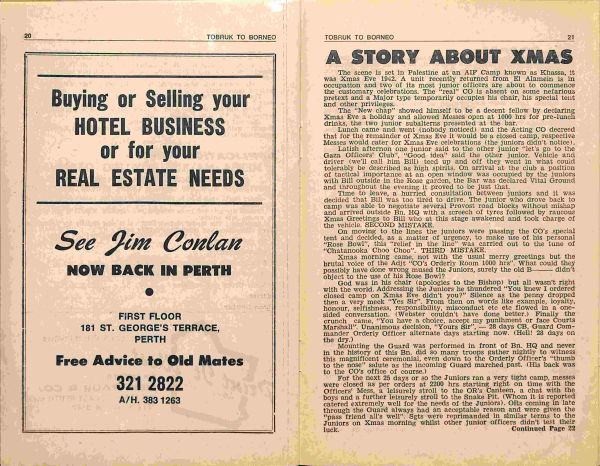 20
TOBRUK TO BORNEO
Buying or Selling your
HOTEL BUSINESS
or for your
REAL ESTATE NEEDS
See Jim Conlan
NOW BACK IN PERTH
FIRST FLOOR
181 ST. GEORGE'S TERRACE,
PERTH
Free Advice to Old Mates
321 2822
A/H. 383 1263
TOBRUK TO BORNEO
21
A STORY ABOUT XMAS
The scene is set in Palestine at an AIF Camp known as Khassa, it
was Xmas Eve 1942. A unit recently returned from El Alamein is in
occupation and two of its most junior officers are about to commence
the customary celebrations. The "real" CO is absent on some nefarious
pretext and a Major type temporarily occupies his chair, his special tent
and other privileges.
The "New chap" showed himself to be a decent fellow by declaring
Xmas Eve a holiday and allowed Messes open at 1000 hrs for pre-lunch
drinks, the two junior subalterns presented at the bar.
Lunch came and went (nobody noticed) and the Acting CO decreed
that for the remainder of Xmas Eve it would be a closed camp, respective
Messes would cater for Xmas Eve celebrations (the juniors didn't notice).
Latish afternoon one junior said to the other junior "let's go to the
Gaza Officers' Club", "Good idea" said the other junior. Vehicle and
driver (we'll call him Bill) teed up and off they went in what could
tolerably be described as high spirits. On arrival at the club a position
of tactical importance at an open window was occupied by the juniors
with Bill outside in the Rose garden, the Bar was declared Vital Ground
and throughout the evening it proved to be just that.
Time to leave, a hurried consultation between juniors and it was
decided that Bill was too tired to drive. The junior who drove back to
camp was able to negotiate several Provost road blocks without mishap
and arrived outside Bn. HQ with a screech of tyres followed by raucous
Xmas Greetings to Bill who at this stage awakened and took charge of
the vehicle. SECOND MISTAKE.
On moving to the lines the juniors were passing the CO's special
tent and decided, as a matter of urgency, to make use of his personal
"Rose Bowl", this "relief in the line" was carried out to the tune of
"Chatanooka Choo Choo". THIRD MISTAKE.
Xmas morning came, not with the usual merry greetings but the
brutal voice of the Adjt "CO's Orderly Room 1000 hrs". What could they
possibly have done wrong mused the Juniors, surely the old B—— didn't
object to the use of his Rose Bowl?
God was in his chair (apologies to the Bishop) but all wasn't right
with the world. Addressing the Juniors he thundered "You knew I ordered
closed camp on Xmas Eve didn't you?" Silence as the penny dropped
then a very meek "Yes Sir". From then on words like example, loyalty,
honour, selfishness, responsibility, misconduct etc etc flowed in a one-
sided conversation. (Webster couldn't have done better.) Finally the
crunch came. "You have a choice, accept my punishment or face Courts
Marshall". Unanimous decision, "Yours Sir", — 28 days CB, Guard Com-
mander Orderly Officer alternate days starting now. (Hell! 28 days on
the dry.)
Mounting the Guard was performed in front of Bn. HQ and never
in the history of this Bn. did so many troops gather nightly to witness
this magnificent ceremonial, even down to the Orderly Officer's "thumb
to the nose" salute as the incoming Guard marched past. (His back was
to the CO's office of course.)
For the next 25 days or so the Juniors ran a very tight camp, messes
were closed as per orders at 2200 hrs starting right on time with the
Officers' Mess, a leisurely stroll to the OR's Canteen, a chat with the
boys and a further leisurely stroll to the Snake Pit. (Whom it is reported
catered extremely well for the needs of the Juniors). Oits coming in late
through the Guard always had an acceptable reason and were given the
"pass friend all's well". Sgts were reprimanded in similar terms to the
Juniors on Xmas morning whilst other junior officers didn't test their
luck.
Continued Page 22